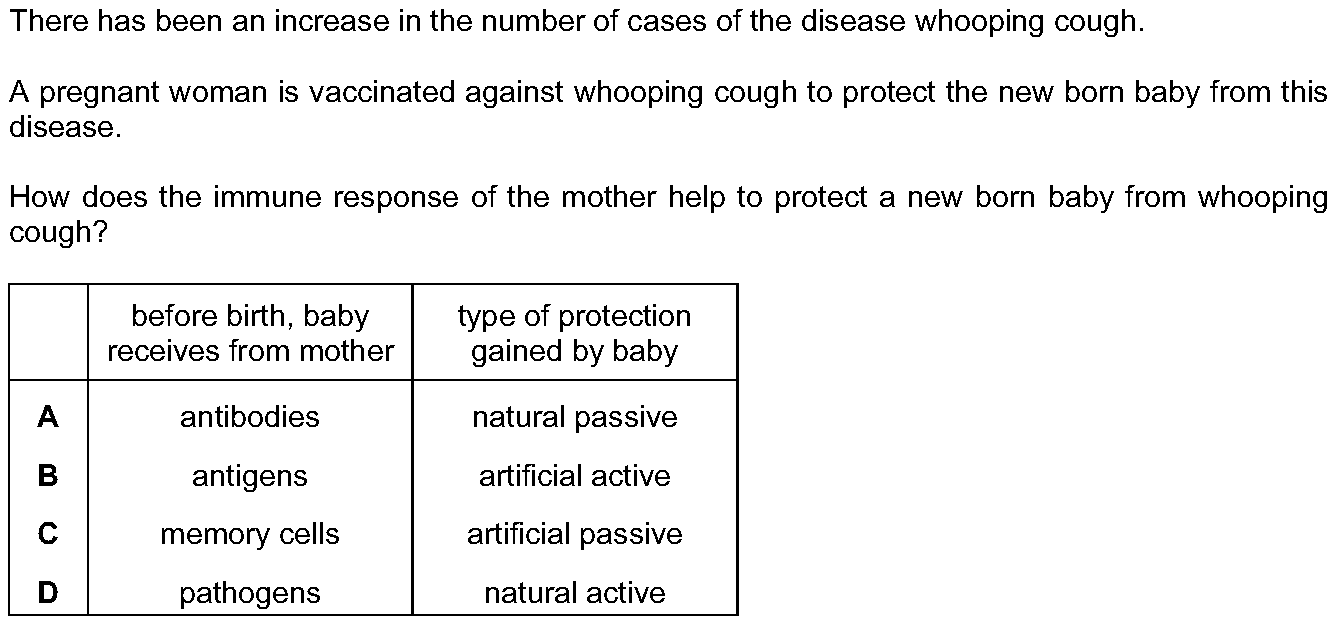 There has been an increase in the number of cases of the disease whooping cough.
A pregnant woman is vaccinated against whooping cough to protect the new born baby from this
disease.
How does the immune response of the mother help to protect a new born baby from whooping
cough?
before birth, baby receives from mother | type of protection gained by baby
A antibodies natural passive
B antigens artificial active
C memory cells artificial passive
D pathogens natural active